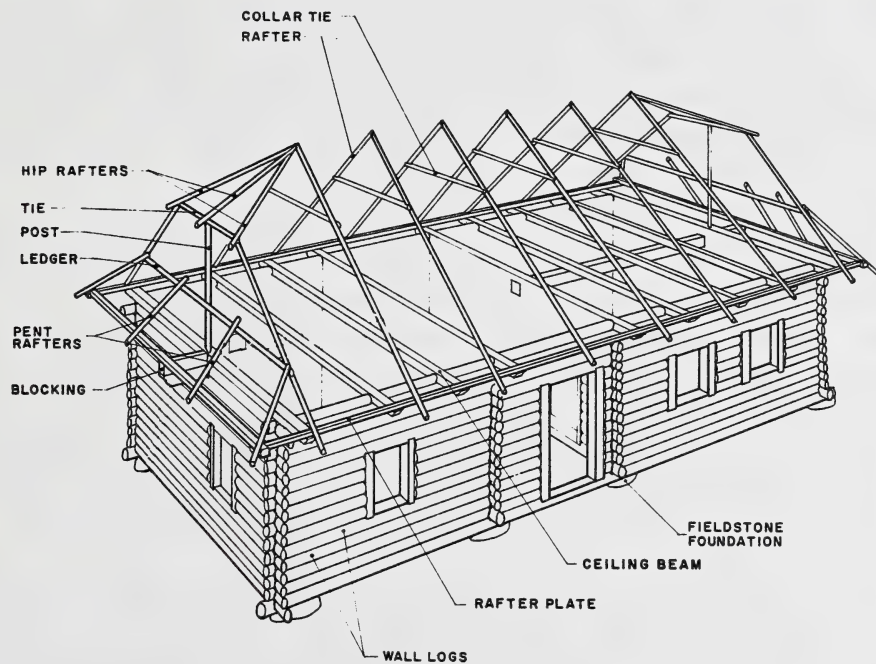 COLLAR TIE
RAFTER
HIP RAFTERS
TIE
POST
LEDGER
PENT
RAFTERS
BLOCKING
FIELDSTONE
FOUNDATION
CEILING BEAM
RAFTER PLATE
WALL LOGS